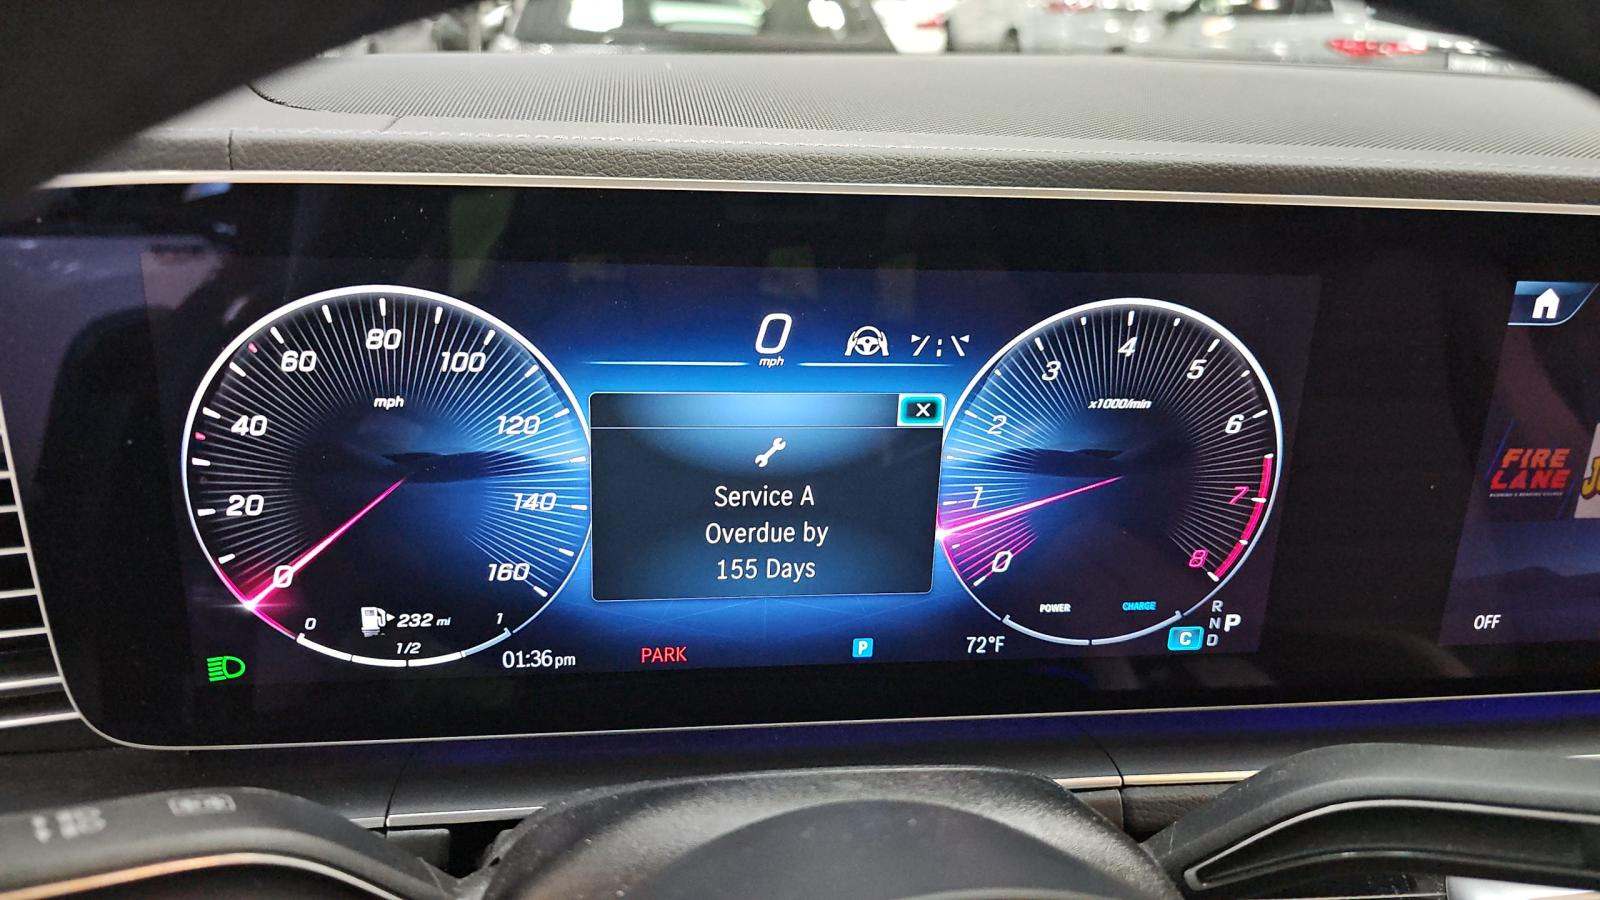 0
mph
X
Service A
Overdue by
155 Days
80
60
100
mph
40
120
20
140
0
160
0
232 mi
1
1/2
01:36pm
PARK
P
72°F
4
3
5
x1000/min
2
6
1
7
0
8
POWER
CHARGE
R
N P
C D
FIRE
LANE
OFF